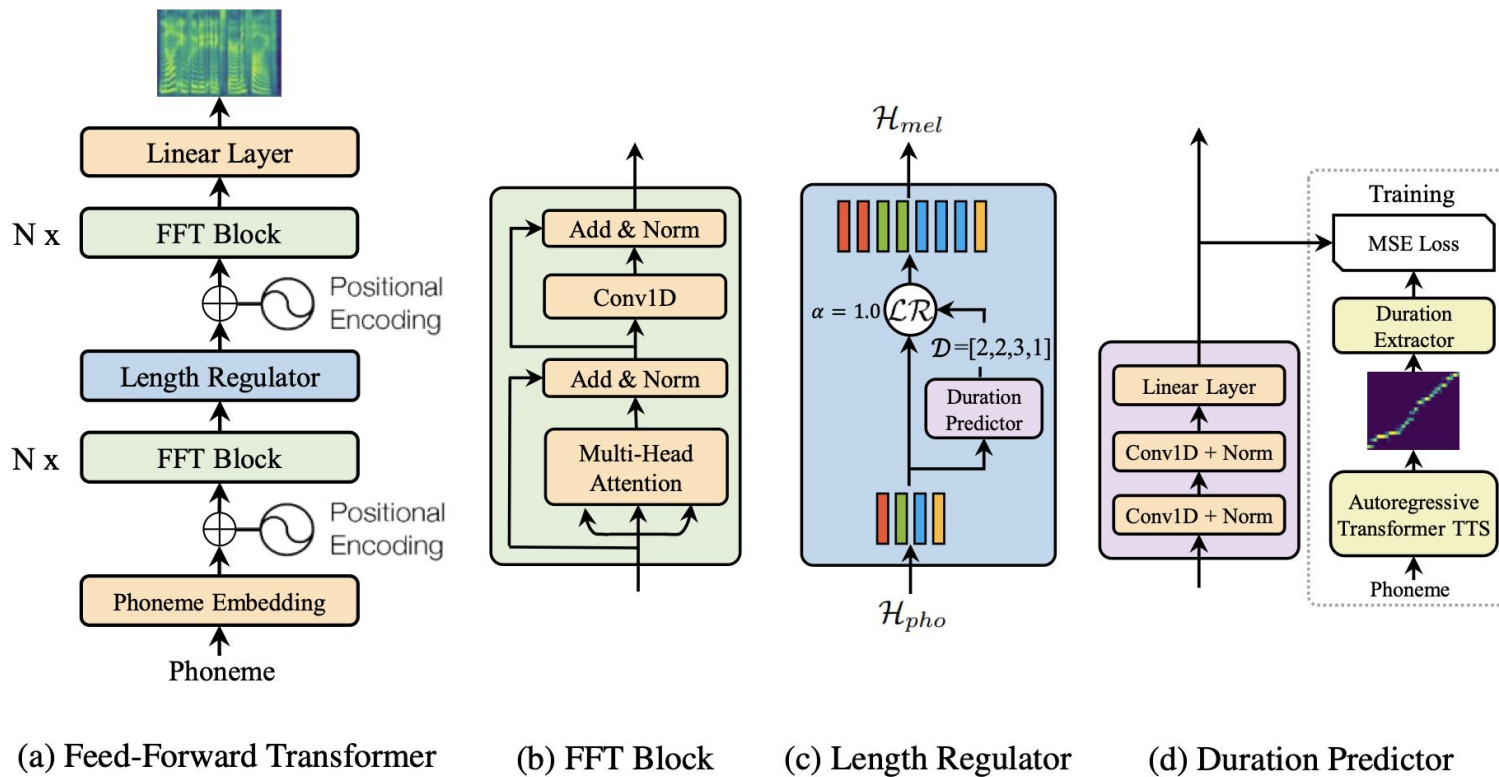 Linear Layer
N x
FFT Block
Positional
Encoding
Length Regulator
N x
FFT Block
Positional
Encoding
Phoneme Embedding
Phoneme
(a) Feed-Forward Transformer
Add & Norm
Conv1D
Add & Norm
Multi-Head
Attention
(b) FFT Block
ℋ_mel
α = 1.0
ℒℛ
𝒟=[2,2,3,1]
Duration
Predictor
ℋ_pho
(c) Length Regulator
Linear Layer
Conv1D + Norm
Conv1D + Norm
Training
MSE Loss
Duration
Extractor
Autoregressive
Transformer TTS
Phoneme
(d) Duration Predictor